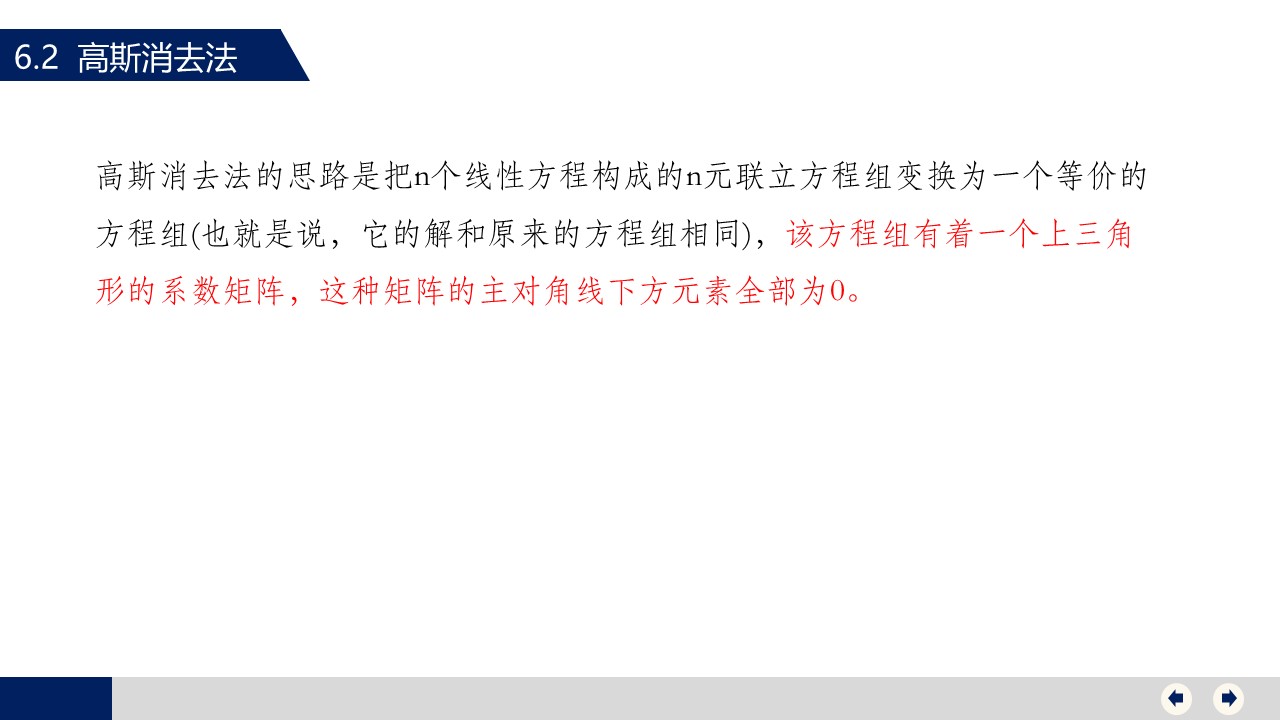 6.2 高斯消去法
高斯消去法的思路是把n个线性方程构成的n元联立方程组变换为一个等价的
方程组(也就是说，它的解和原来的方程组相同)，该方程组有着一个上三角
形的系数矩阵，这种矩阵的主对角线下方元素全部为0。